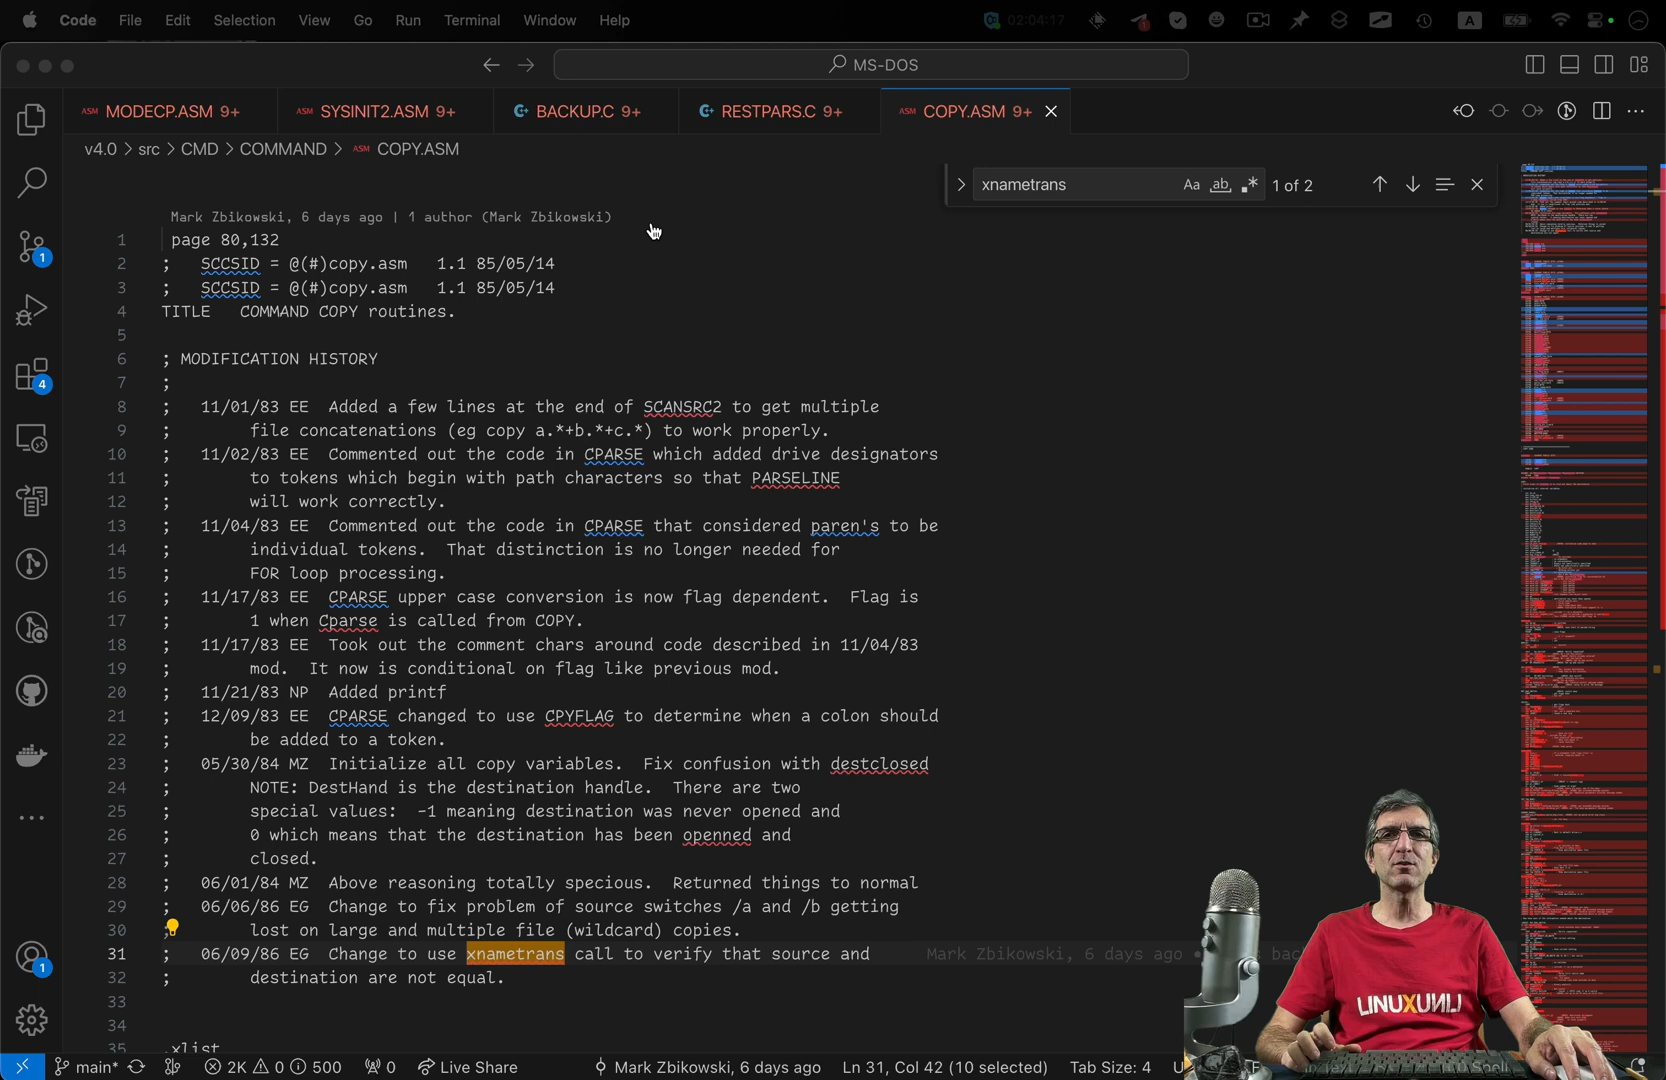 Code File Edit Selection View Go Run Terminal Window Help 02:04:17 1 A
MS-DOS
ASM MODECP.ASM 9+ ASM SYSINIT2.ASM 9+ BACKUP.C 9+ RESTPARS.C 9+ ASM COPY.ASM 9+
v4.0 > src > CMD > COMMAND > ASM COPY.ASM
xnametrans Aa ab 1 of 2
Mark Zbikowski, 6 days ago | 1 author (Mark Zbikowski)
1 page 80,132
2 ; SCCSID = @(#)copy.asm 1.1 85/05/14
3 ; SCCSID = @(#)copy.asm 1.1 85/05/14
4 TITLE COMMAND COPY routines.
5
6 ; MODIFICATION HISTORY
7 ;
8 ; 11/01/83 EE Added a few lines at the end of SCANSRC2 to get multiple
9 ; file concatenations (eg copy a.*+b.*+c.*) to work properly.
10 ; 11/02/83 EE Commented out the code in CPARSE which added drive designators
11 ; to tokens which begin with path characters so that PARSELINE
12 ; will work correctly.
13 ; 11/04/83 EE Commented out the code in CPARSE that considered paren's to be
14 ; individual tokens. That distinction is no longer needed for
15 ; FOR loop processing.
16 ; 11/17/83 EE CPARSE upper case conversion is now flag dependent. Flag is
17 ; 1 when Cparse is called from COPY.
18 ; 11/17/83 EE Took out the comment chars around code described in 11/04/83
19 ; mod. It now is conditional on flag like previous mod.
20 ; 11/21/83 NP Added printf
21 ; 12/09/83 EE CPARSE changed to use CPYFLAG to determine when a colon should
22 ; be added to a token.
23 ; 05/30/84 MZ Initialize all copy variables. Fix confusion with destclosed
24 ; NOTE: DestHand is the destination handle. There are two
25 ; special values: -1 meaning destination was never opened and
26 ; 0 which means that the destination has been openned and
27 ; closed.
28 ; 06/01/84 MZ Above reasoning totally specious. Returned things to normal
29 ; 06/06/86 EG Change to fix problem of source switches /a and /b getting
30 ; lost on large and multiple file (wildcard) copies.
31 ; 06/09/86 EG Change to use xnametrans call to verify that source and Mark Zbikowski, 6 days ago •
32 ; destination are not equal.
33
34
35 .xlist
1
4
1
LINUXUNLI
main* 2K 0 500 0 Live Share Mark Zbikowski, 6 days ago Ln 31, Col 42 (10 selected) Tab Size: 4 Spell